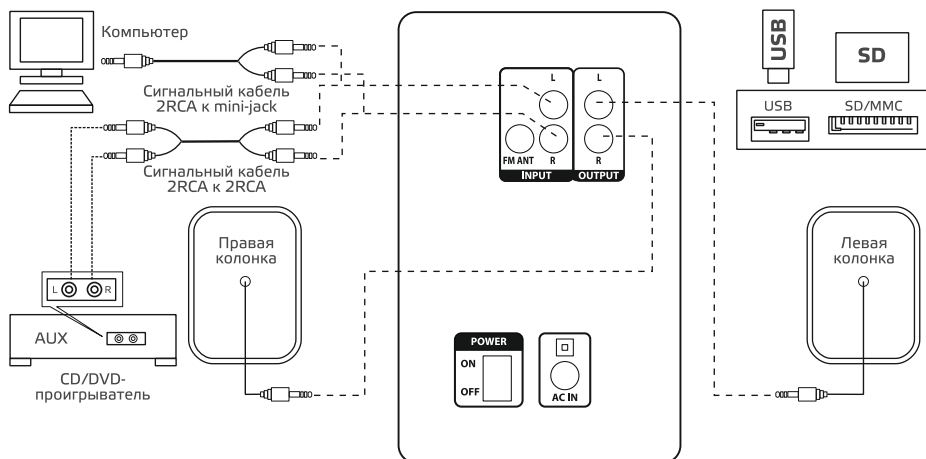 Компьютер
Сигнальный кабель
2RCA к mini-jack
Сигнальный кабель
2RCA к 2RCA
L
R
AUX
CD/DVD-
проигрыватель
Правая
колонка
L
L
FM ANT
R
R
INPUT
OUTPUT
POWER
ON
OFF
AC IN
USB
SD
USB
SD/MMC
Левая
колонка